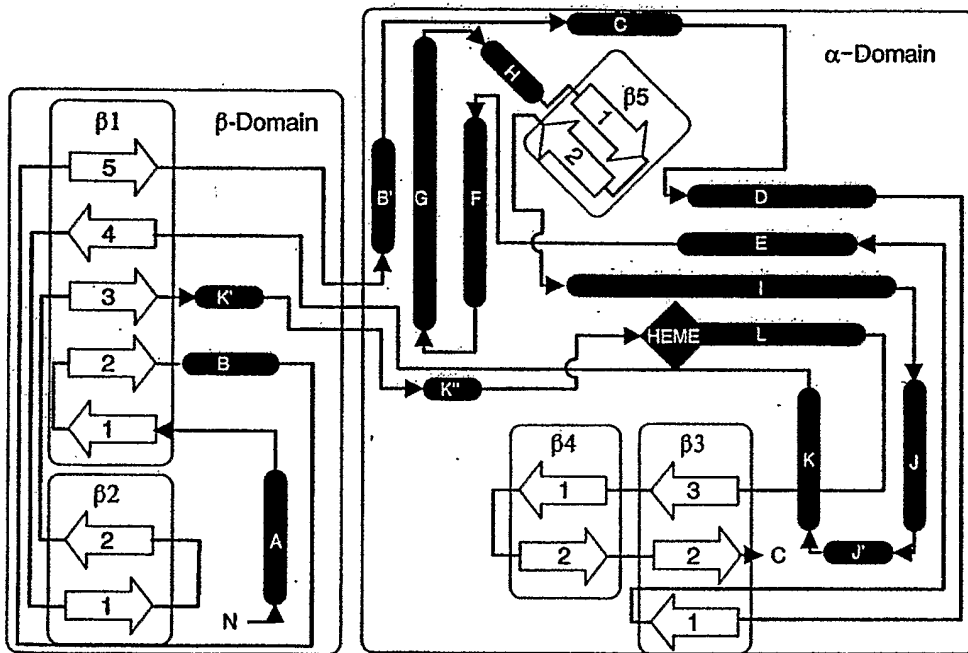 C
α-Domain
H
β5
1
2
β1
β-Domain
5
B'
G
F
D
4
E
3
K'
I
HEME
L
2
B
K"
1
K
J
β4
β3
1
3
β2
2
A
2
2
C
J'
1
N
1